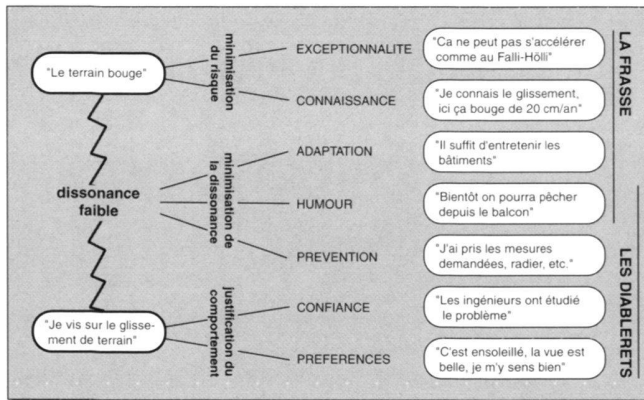 "Le terrain bouge"
minimisation
du risque
EXCEPTIONNALITE
"Ca ne peut pas s'accélérer
comme au Falli-Hölli"
CONNAISSANCE
"Je connais le glissement,
ici ça bouge de 20 cm/an"
dissonance
faible
minimisation de
la dissonance
ADAPTATION
"Il suffit d'entretenir les
bâtiments"
HUMOUR
"Bientôt on pourra pêcher
depuis le balcon"
PREVENTION
"J'ai pris les mesures
demandées, radier, etc."
"Je vis sur le glisse-
ment de terrain"
justification du
comportement
CONFIANCE
"Les ingénieurs ont étudié
le problème"
PREFERENCES
"C'est ensoleillé, la vue est
belle, je m'y sens bien"
LA FRASSE
LES DIABLERETS